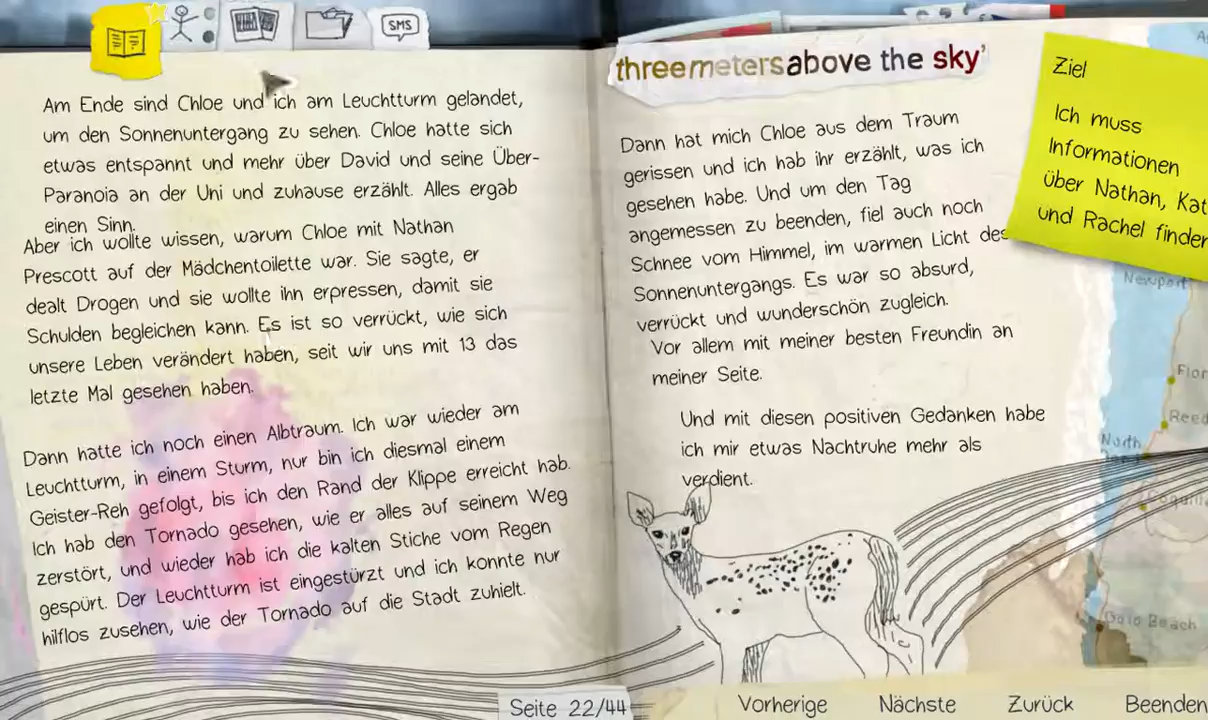 SMS
Am Ende sind Chloe und ich am Leuchtturm gelandet,
um den Sonnenuntergang zu sehen. Chloe hatte sich
etwas entspannt und mehr über David und seine Über-
Paranoia an der Uni und zuhause erzählt. Alles ergab
einen Sinn.
Aber ich wollte wissen, warum Chloe mit Nathan
Prescott auf der Mädchentoilette war. Sie sagte, er
dealt Drogen und sie wollte ihn erpressen, damit sie
Schulden begleichen kann. Es ist so verrückt, wie sich
unsere Leben verändert haben, seit wir uns mit 13 das
letzte Mal gesehen haben.
Dann hatte ich noch einen Albtraum. Ich war wieder am
Leuchtturm, in einem Sturm, nur bin ich diesmal einem
Geister-Reh gefolgt, bis ich den Rand der Klippe erreicht hab.
Ich hab den Tornado gesehen, wie er alles auf seinem Weg
zerstört, und wieder hab ich die kalten Stiche vom Regen
gespürt. Der Leuchtturm ist eingestürzt und ich konnte nur
hilflos zusehen, wie der Tornado auf die Stadt zuhielt.
threemetersabove the sky'
Dann hat mich Chloe aus dem Traum
gerissen und ich hab ihr erzählt, was ich
gesehen habe. Und um den Tag
angemessen zu beenden, fiel auch noch
Schnee vom Himmel, im warmen Licht des
Sonnenuntergangs. Es war so absurd,
verrückt und wunderschön zugleich.
Vor allem mit meiner besten Freundin an
meiner Seite.
Und mit diesen positiven Gedanken habe
ich mir etwas Nachtruhe mehr als
verdient.
Ziel
Ich muss
Informationen
über Nathan, Kat
und Rachel finden
Newport
Flor
Reed
North
Gold Beach
Seite 22/44
Vorherige
Nächste
Zurück
Beenden